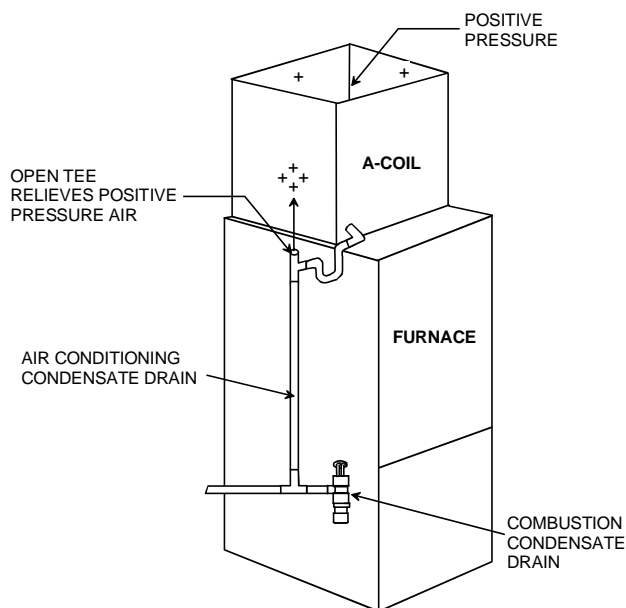 POSITIVE
PRESSURE
A-COIL
OPEN TEE
RELIEVES POSITIVE
PRESSURE AIR
FURNACE
AIR CONDITIONING
CONDENSATE DRAIN
COMBUSTION
CONDENSATE
DRAIN